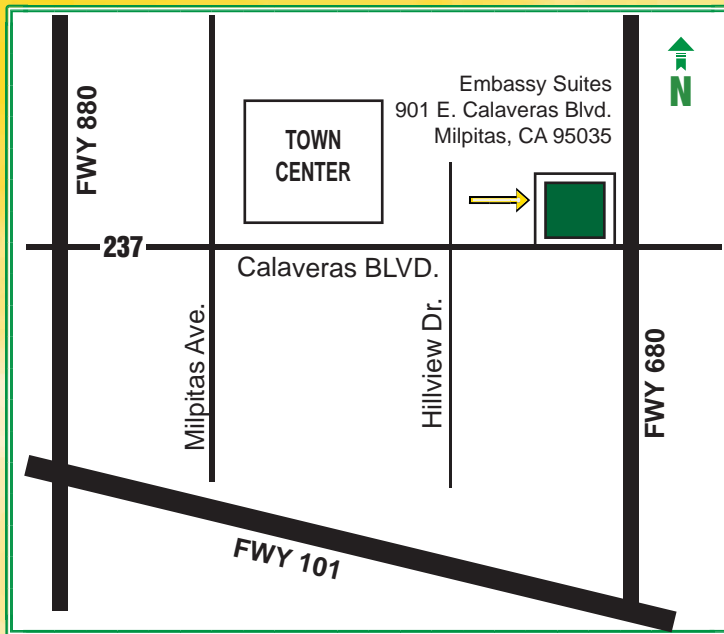 FWY 880
Embassy Suites
901 E. Calaveras Blvd.
Milpitas, CA 95035
N
TOWN
CENTER
237
Calaveras BLVD.
Milpitas Ave.
Hillview Dr.
FWY 680
FWY 101